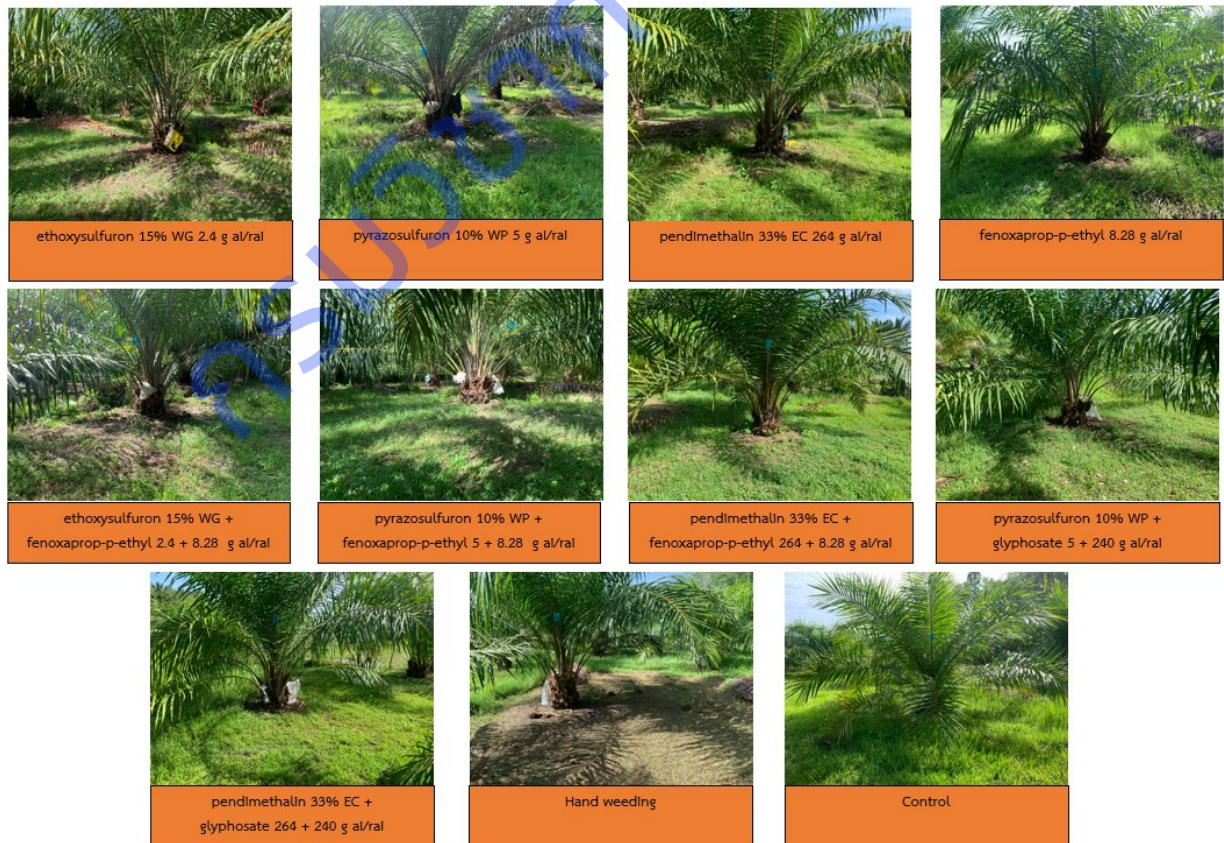 ethoxysulfuron 15% WG 2.4 g ai/rai
pyrazosulfuron 10% WP 5 g ai/rai
pendimethalin 33% EC 264 g ai/rai
fenoxaprop-p-ethyl 8.28 g ai/rai
ethoxysulfuron 15% WG +
fenoxaprop-p-ethyl 2.4 + 8.28 g ai/rai
pyrazosulfuron 10% WP +
fenoxaprop-p-ethyl 5 + 8.28 g ai/rai
pendimethalin 33% EC +
fenoxaprop-p-ethyl 264 + 8.28 g ai/rai
pyrazosulfuron 10% WP +
glyphosate 5 + 240 g ai/rai
pendimethalin 33% EC +
glyphosate 264 + 240 g ai/rai
Hand weeding
Control